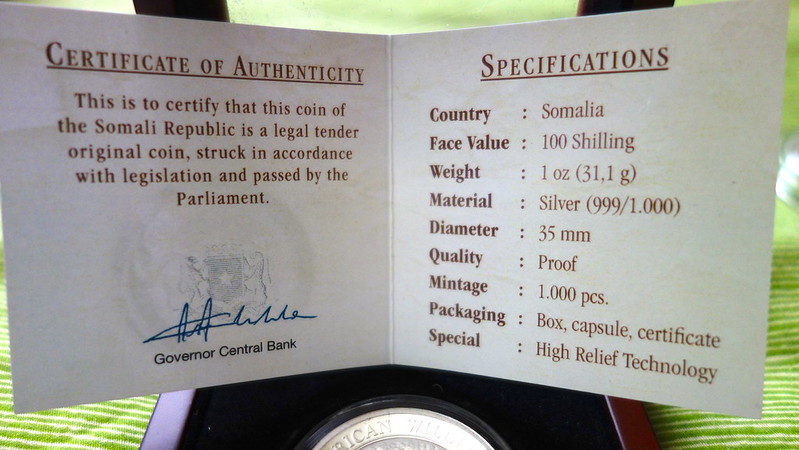 CERTIFICATE OF AUTHENTICITY
This is to certify that this coin of
the Somali Republic is a legal tender
original coin, struck in accordance
with legislation and passed by the
Parliament.
Governor Central Bank
SPECIFICATIONS
Country : Somalia
Face Value : 100 Shilling
Weight : 1 oz (31,1 g)
Material : Silver (999/1.000)
Diameter : 35 mm
Quality : Proof
Mintage : 1.000 pcs.
Packaging : Box, capsule, certificate
Special : High Relief Technology
RICAN WIL